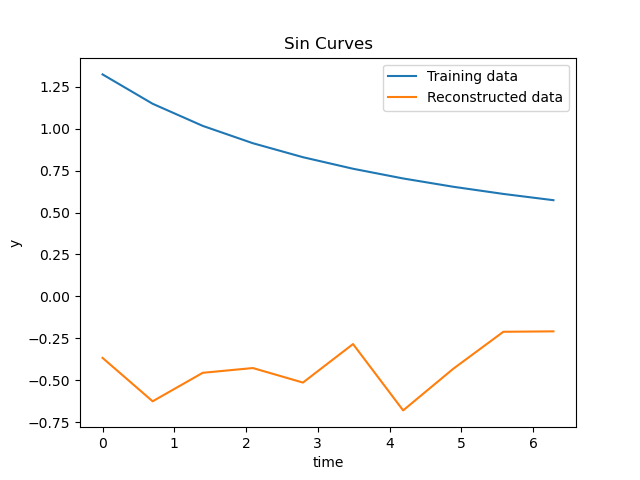 Sin Curves
Training data
Reconstructed data
1.25
1.00
0.75
0.50
0.25
0.00
−0.25
−0.50
−0.75
y
0 1 2 3 4 5 6
time